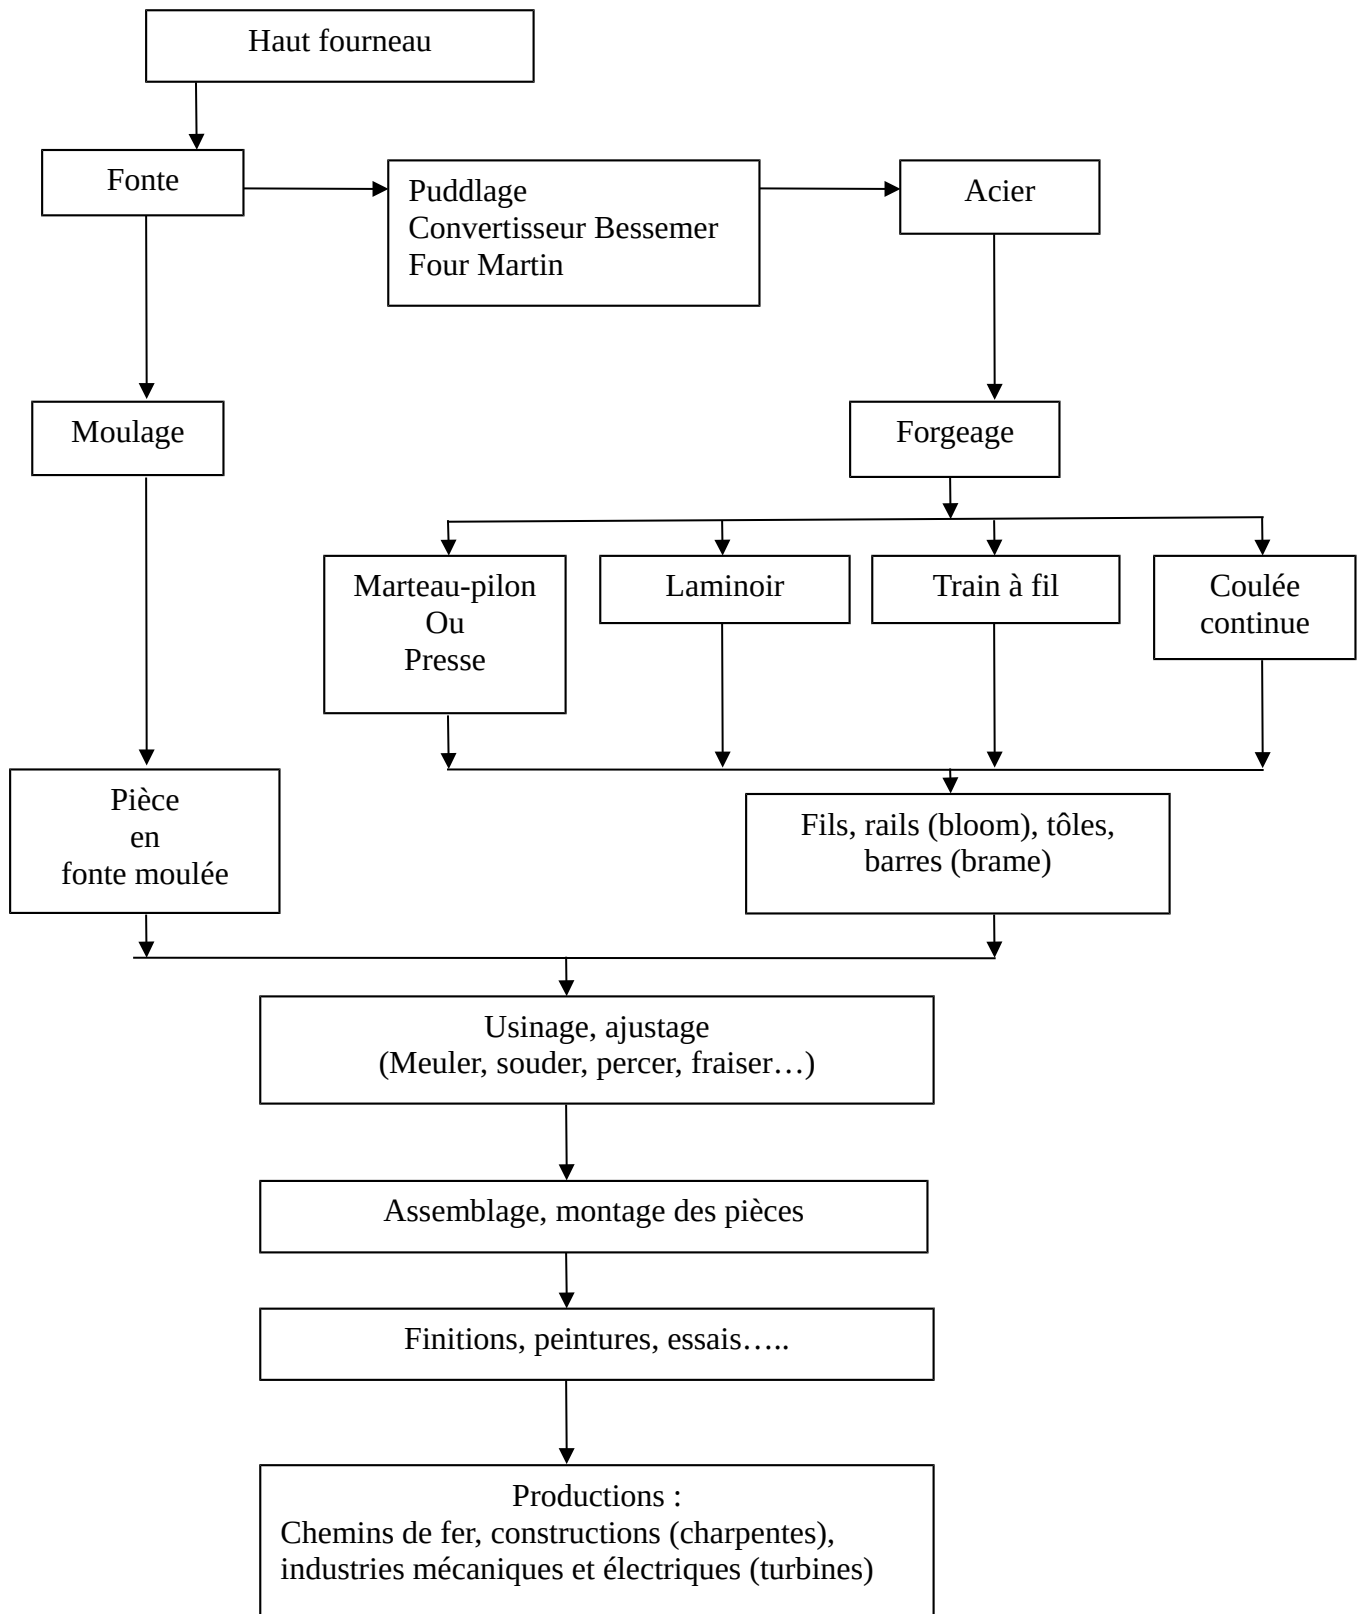 Haut fourneau
Fonte
Puddlage
Convertisseur Bessemer
Four Martin
Acier
Moulage
Forgeage
Marteau-pilon
Ou
Presse
Laminoir
Train à fil
Coulée
continue
Pièce
en
fonte moulée
Fils, rails (bloom), tôles,
barres (brame)
Usinage, ajustage
(Meuler, souder, percer, fraiser…)
Assemblage, montage des pièces
Finitions, peintures, essais…..
Productions :
Chemins de fer, constructions (charpentes),
industries mécaniques et électriques (turbines)